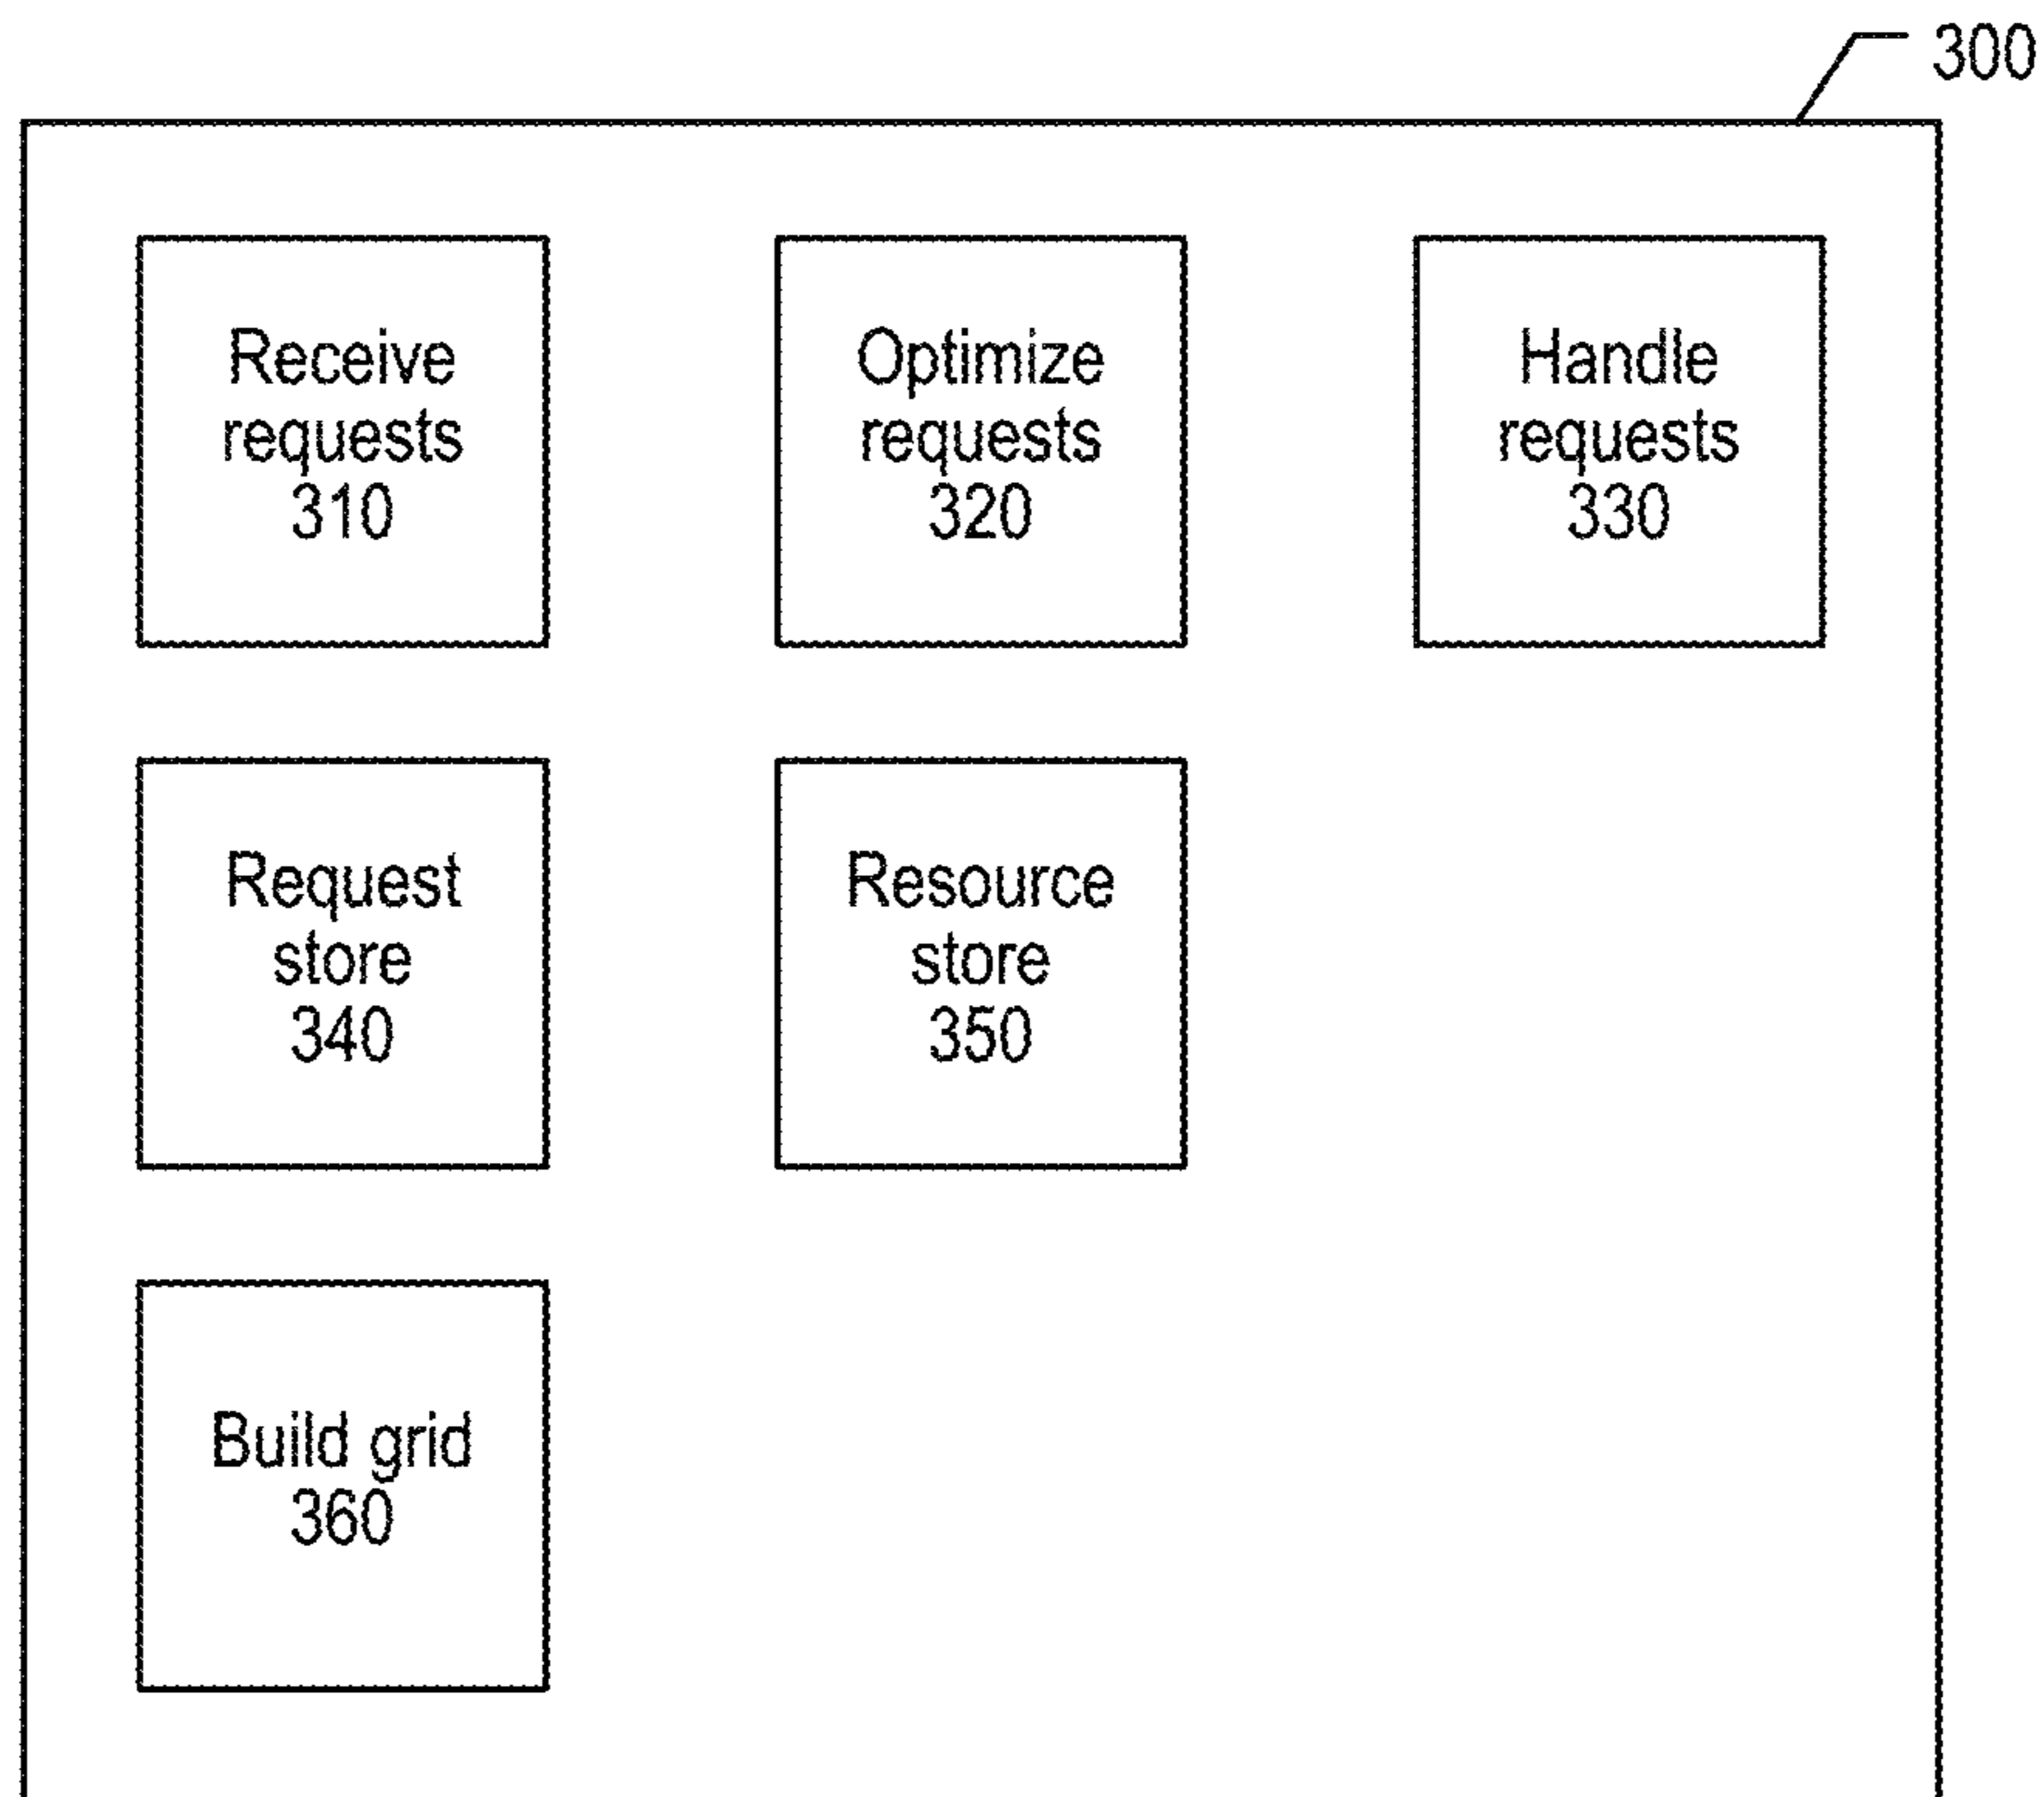 300
Receive
requests
310
Optimize
requests
320
Handle
requests
330
Request
store
340
Resource
store
350
Build grid
360